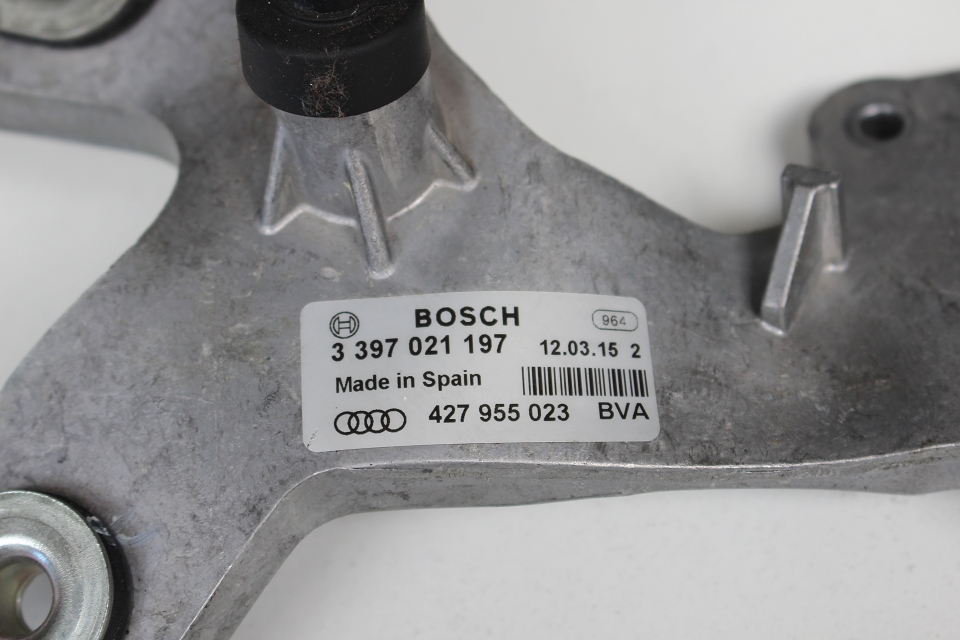 BOSCH 964
3 397 021 197 12.03.15 2
Made in Spain
427 955 023 BVA